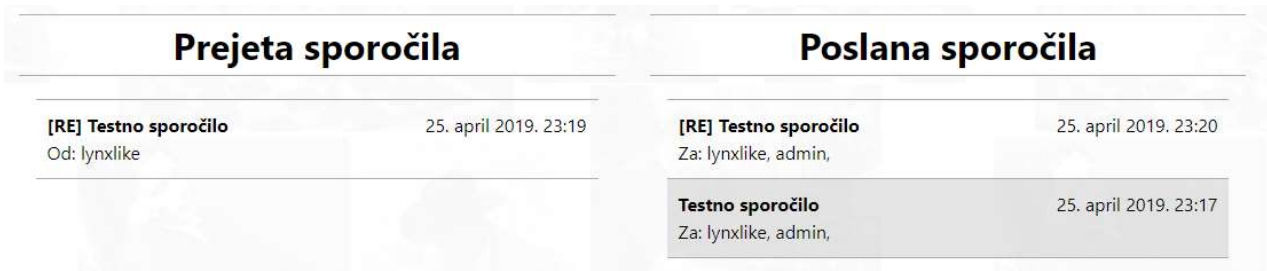 Prejeta sporočila
[RE] Testno sporočilo 25. april 2019. 23:19
Od: lynxlike
Poslana sporočila
[RE] Testno sporočilo 25. april 2019. 23:20
Za: lynxlike, admin,
Testno sporočilo 25. april 2019. 23:17
Za: lynxlike, admin,